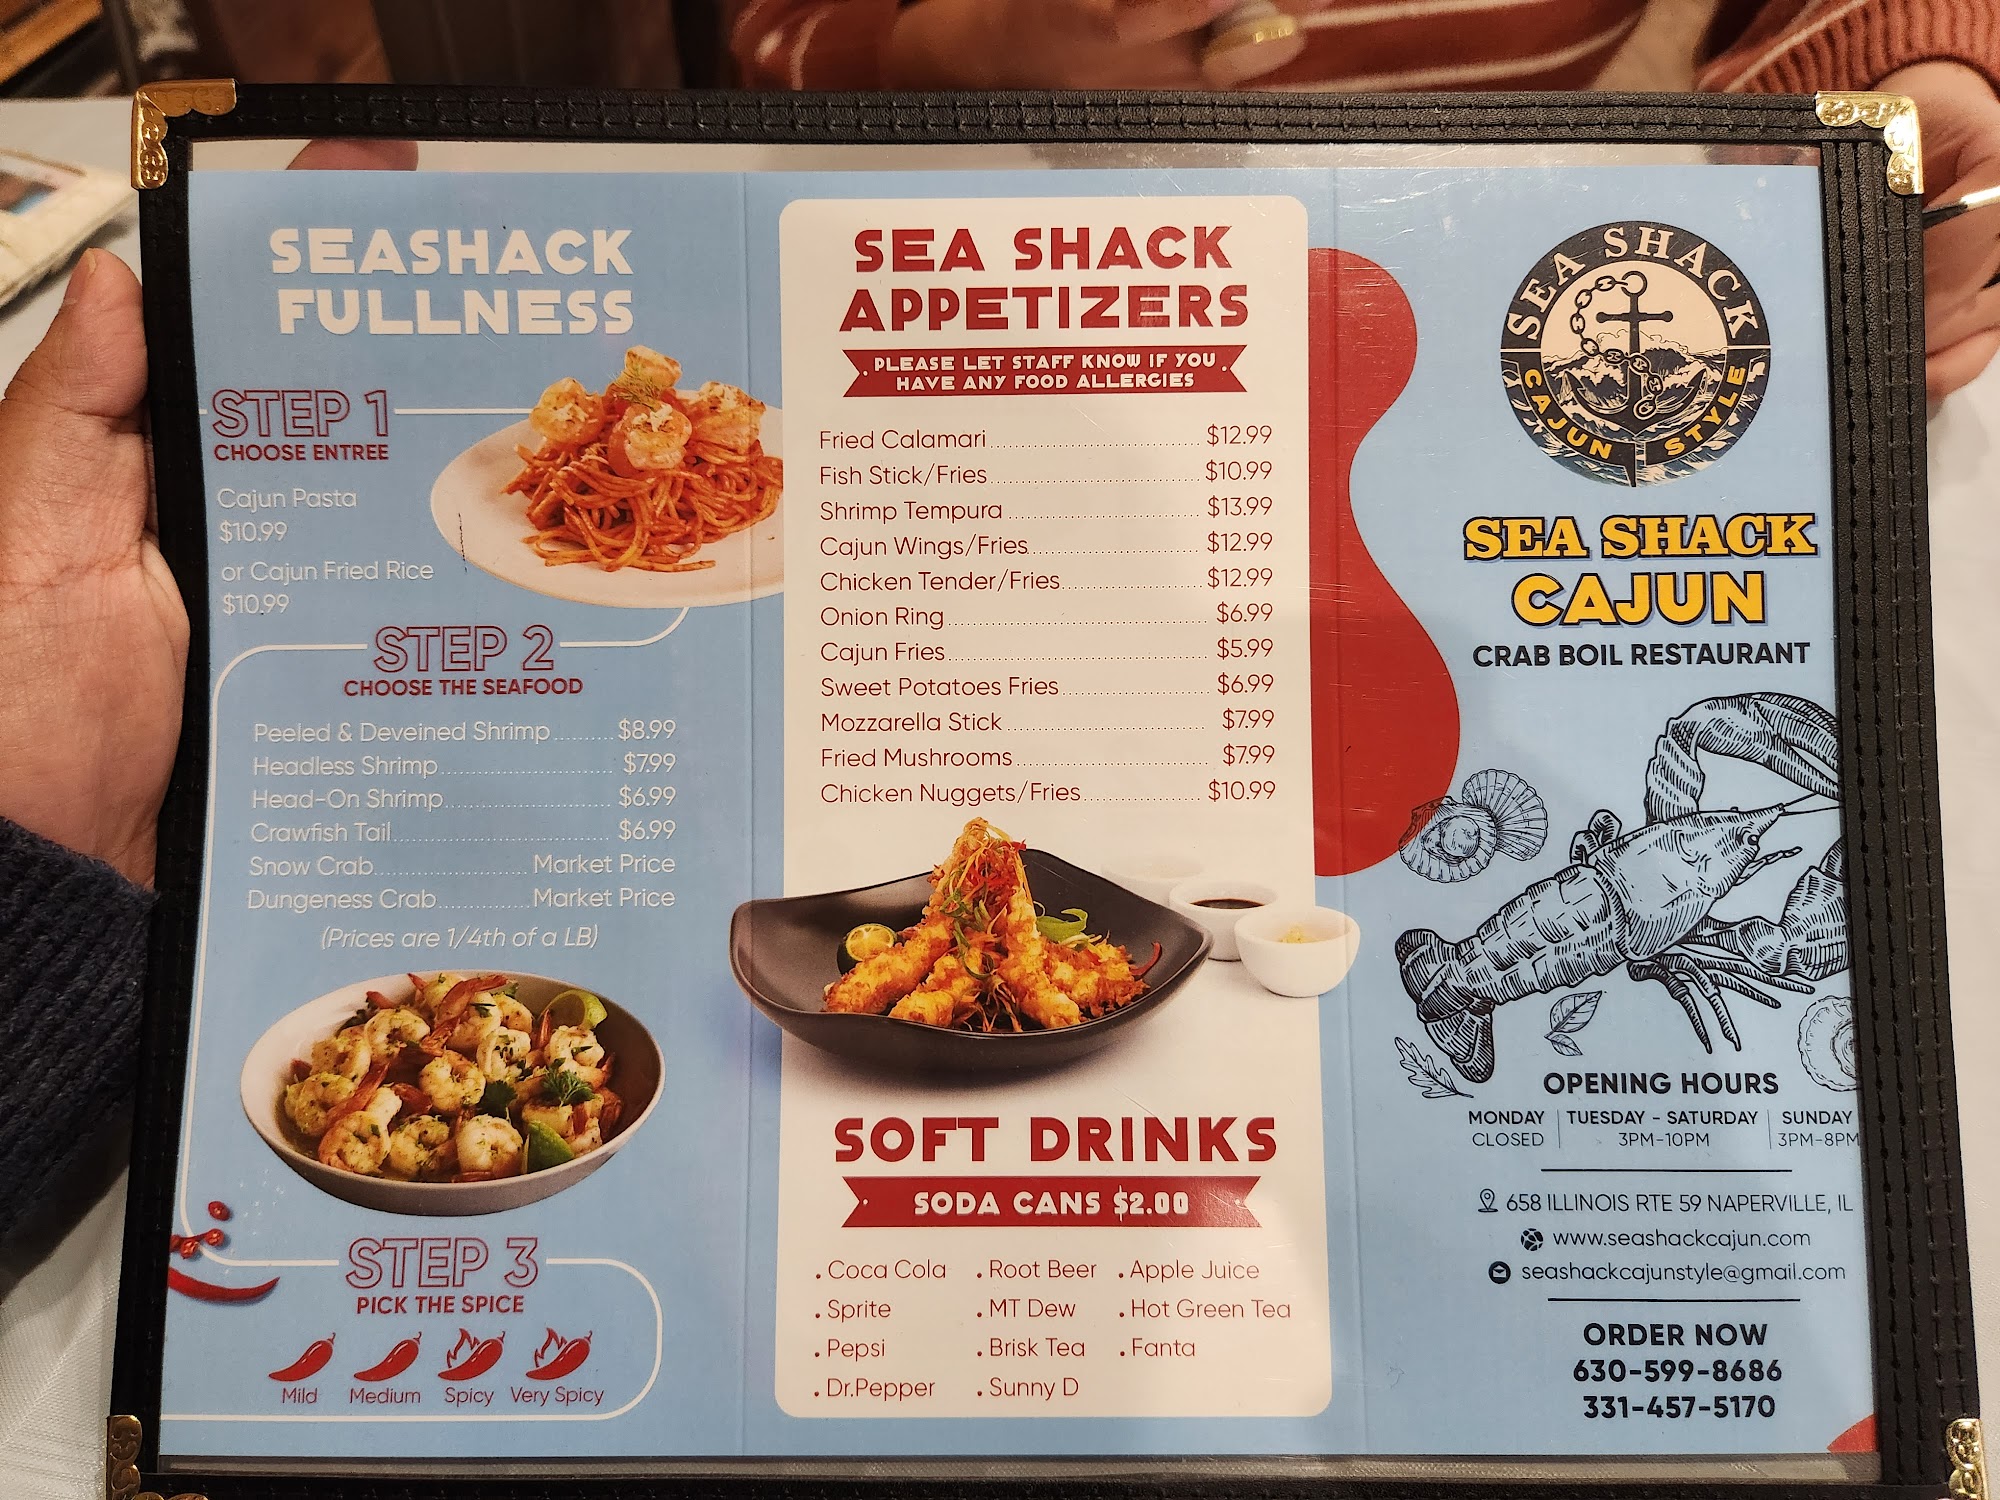 SEASHACK
FULLNESS
STEP 1
CHOOSE ENTREE
Cajun Pasta
$10.99
or Cajun Fried Rice
$10.99
STEP 2
CHOOSE THE SEAFOOD
Peeled & Deveined Shrimp.......... $8.99
Headless Shrimp............................ $7.99
Head-On Shrimp........................... $6.99
Crawfish Tail................................... $6.99
Snow Crab......................... Market Price
Dungeness Crab............... Market Price
(Prices are 1/4th of a LB)
STEP 3
PICK THE SPICE
Mild Medium Spicy Very Spicy
SEA SHACK
APPETIZERS
. PLEASE LET STAFF KNOW IF YOU .
HAVE ANY FOOD ALLERGIES
Fried Calamari................................... $12.99
Fish Stick/Fries................................... $10.99
Shrimp Tempura ................................ $13.99
Cajun Wings/Fries............................. $12.99
Chicken Tender/Fries....................... $12.99
Onion Ring.......................................... $6.99
Cajun Fries.......................................... $5.99
Sweet Potatoes Fries........................ $6.99
Mozzarella Stick ................................. $7.99
Fried Mushrooms ............................... $7.99
Chicken Nuggets/Fries................... $10.99
SOFT DRINKS
· SODA CANS $2.00 ·
. Coca Cola . Root Beer . Apple Juice
. Sprite . MT Dew . Hot Green Tea
. Pepsi . Brisk Tea . Fanta
. Dr.Pepper . Sunny D
SEA SHACK
CAJUN STYLE
SEA SHACK
CAJUN
CRAB BOIL RESTAURANT
OPENING HOURS
MONDAY | TUESDAY - SATURDAY | SUNDAY
CLOSED | 3PM-10PM | 3PM-8PM
658 ILLINOIS RTE 59 NAPERVILLE, IL
www.seashackcajun.com
seashackcajunstyle@gmail.com
ORDER NOW
630-599-8686
331-457-5170